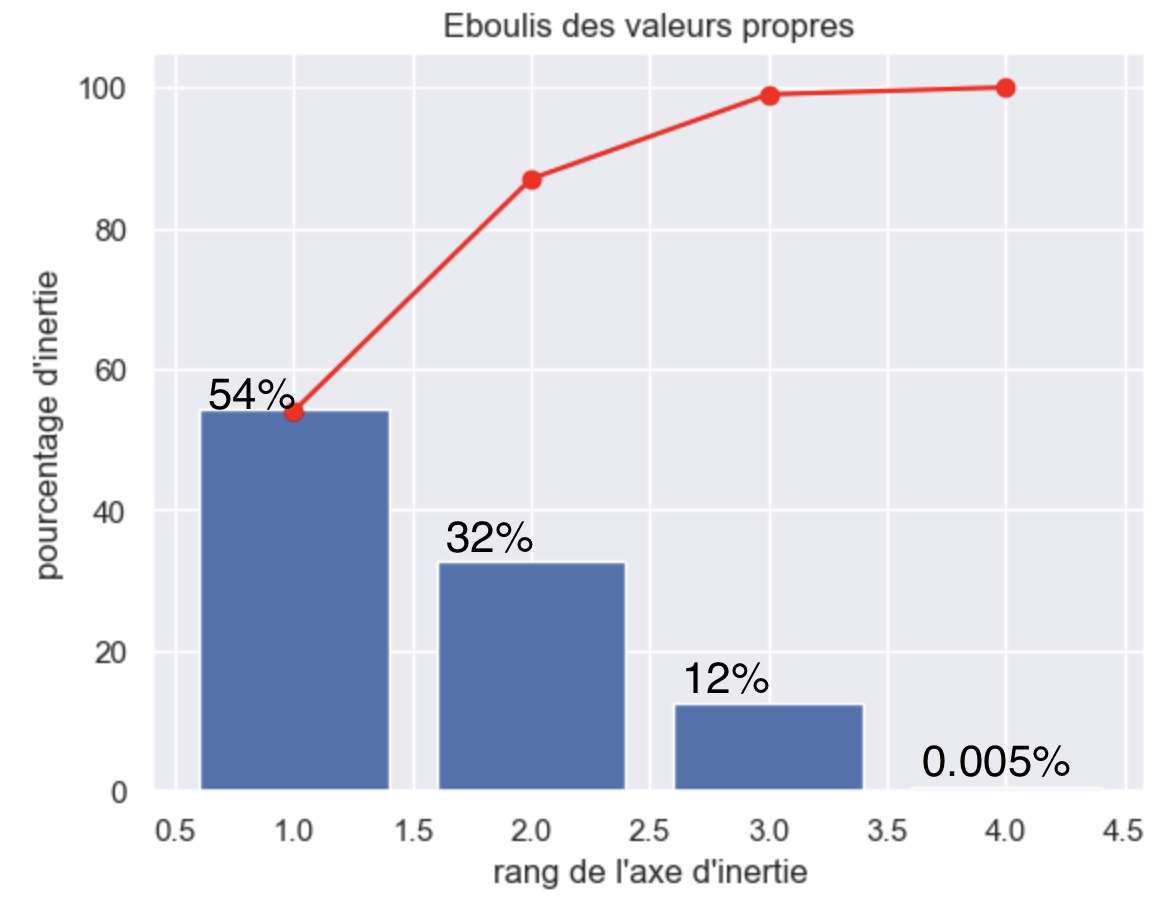 Eboulis des valeurs propres
100
80
60
40
20
0
pourcentage d'inertie
54%
32%
12%
0.005%
0.5 1.0 1.5 2.0 2.5 3.0 3.5 4.0 4.5
rang de l'axe d'inertie